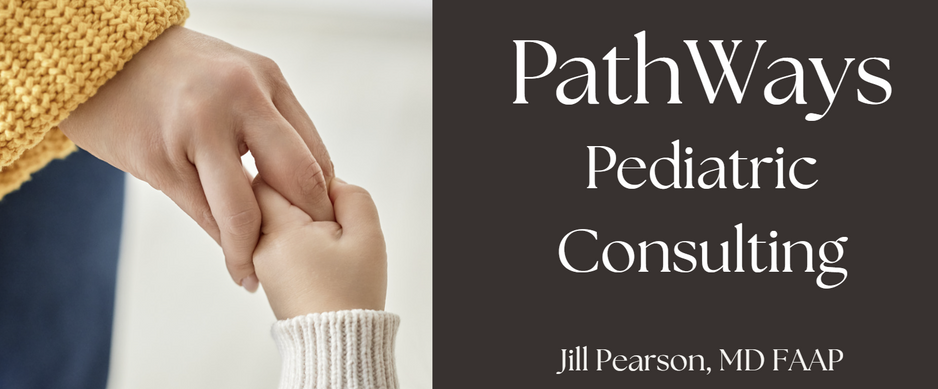 PathWays
Pediatric
Consulting
Jill Pearson, MD FAAP